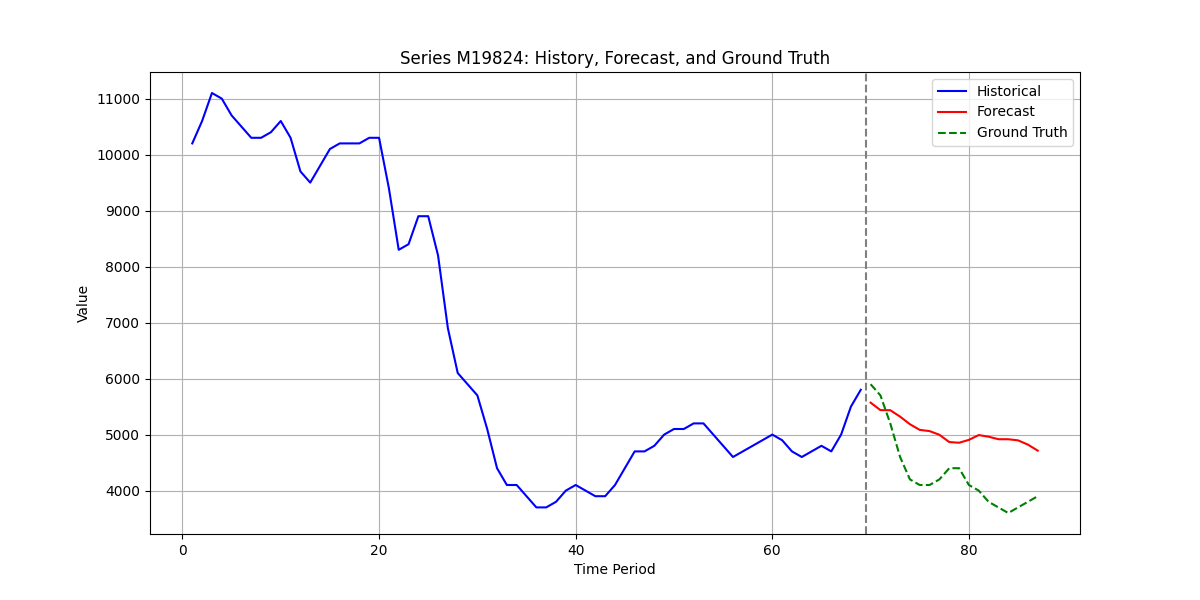 Series M19824: History, Forecast, and Ground Truth
Historical
Forecast
Ground Truth
11000
10000
9000
8000
7000
6000
5000
4000
Value
0
20
40
60
80
Time Period